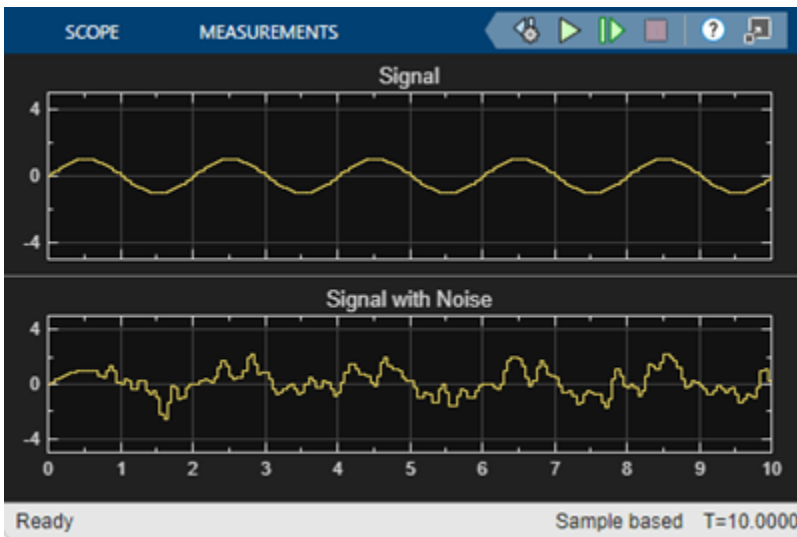 SCOPE MEASUREMENTS ?
Signal
4
0
-4
Signal with Noise
4
0
-4
0 1 2 3 4 5 6 7 8 9 10
Ready Sample based T=10.0000